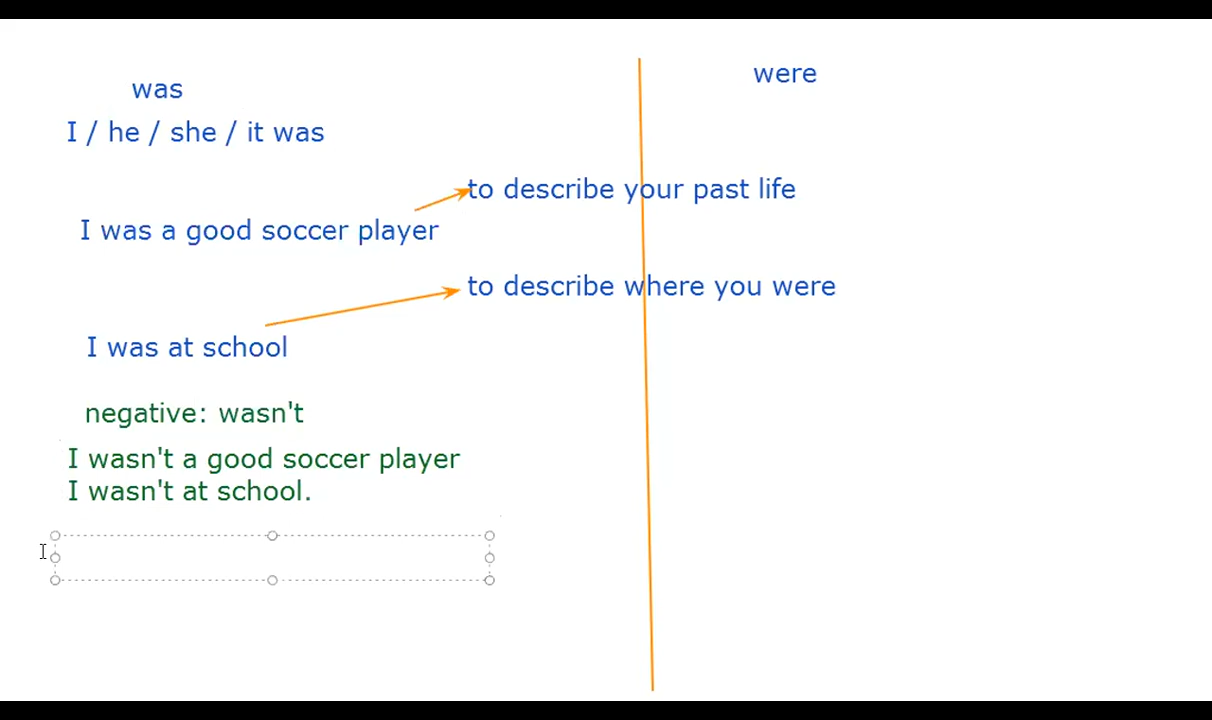 was
were
I / he / she / it was
to describe your past life
I was a good soccer player
to describe where you were
I was at school
negative: wasn't
I wasn't a good soccer player
I wasn't at school.